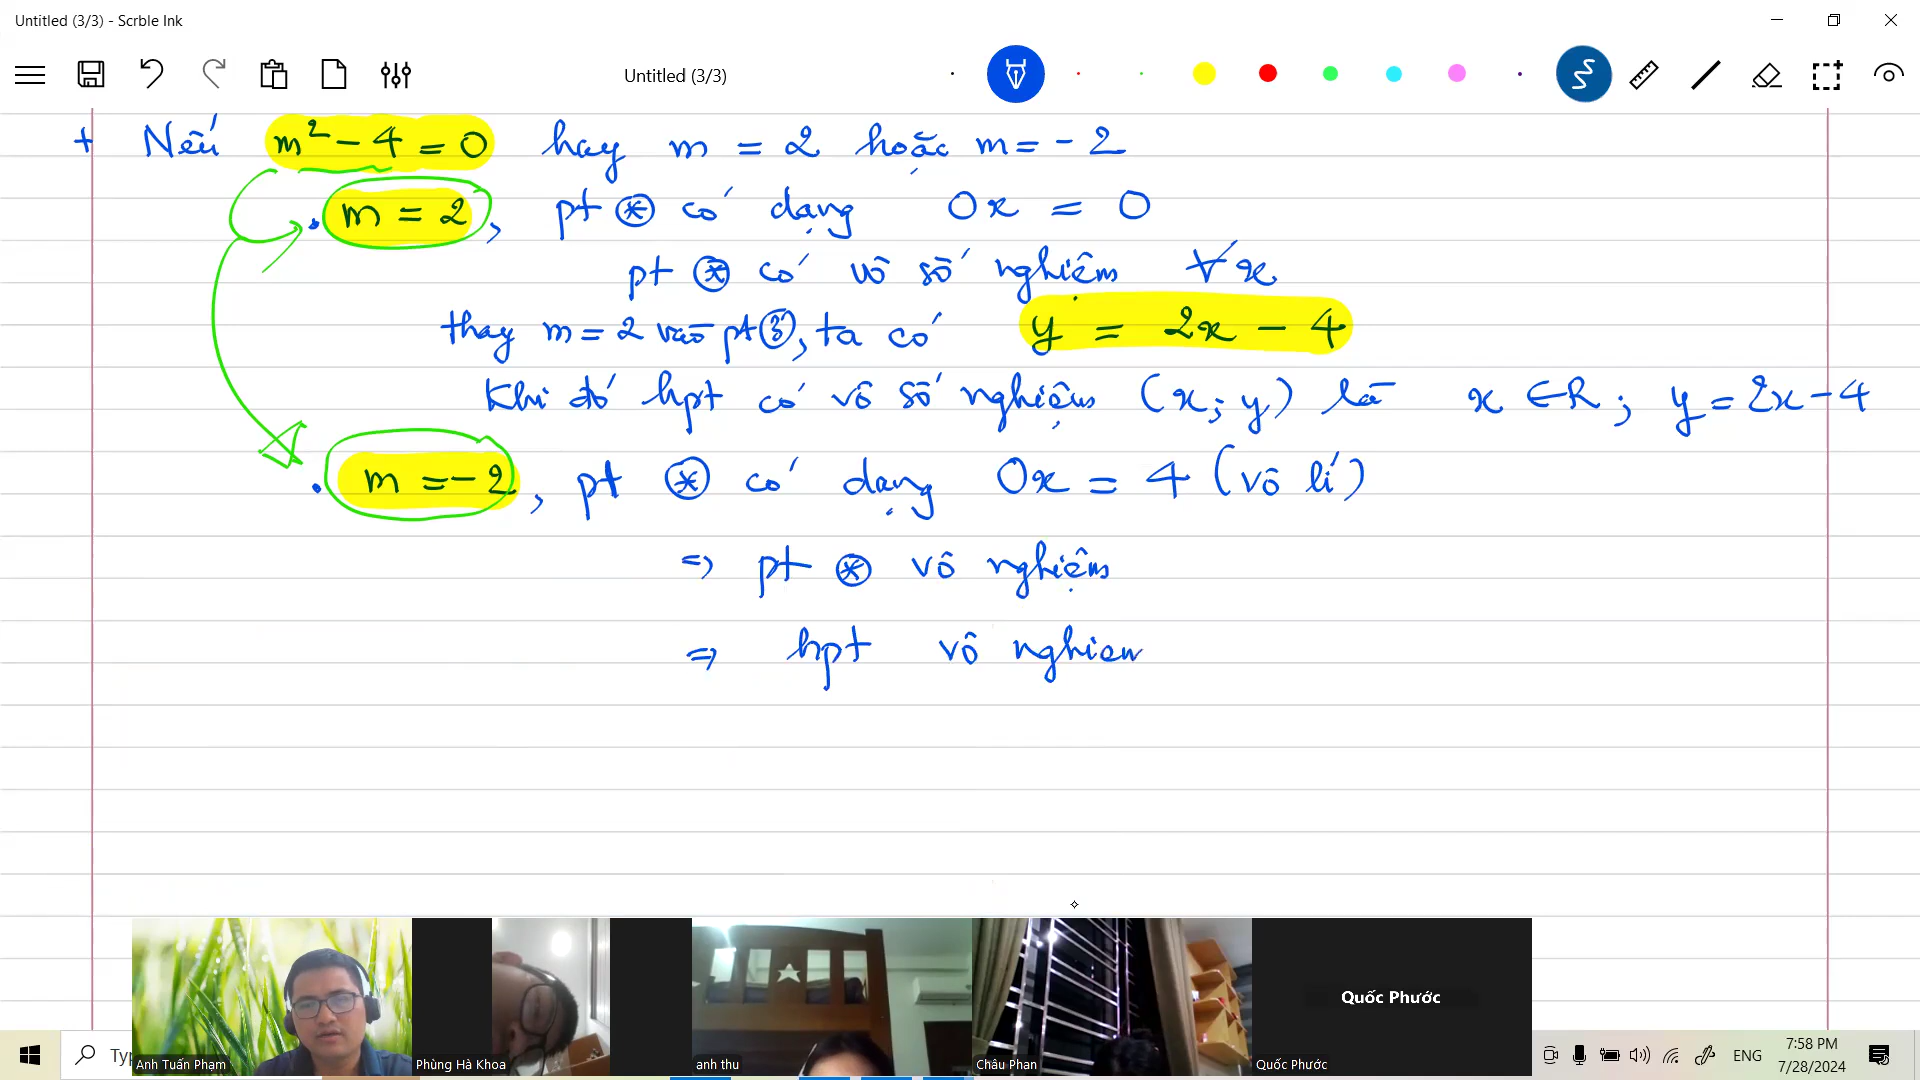 Untitled (3/3) - Scrble Ink
Untitled (3/3)
+ Nếu m² - 4 = 0 hay m = 2 hoặc m = - 2
. m = 2, pt ⊛ có dạng 0x = 0
pt ⊛ có vô số nghiệm ∀x
thay m = 2 vào pt ③, ta có y = 2x - 4
Khi đó hpt có vô số nghiệm (x; y) là x ∈ R; y = 2x - 4
. m = - 2, pt ⊛ có dạng 0x = 4 (vô lí)
⇒ pt ⊛ vô nghiệm
⇒ hpt vô nghiem
Quốc Phước
Anh Tuấn Phạm
Phùng Hà Khoa
anh thu
Châu Phan
Quốc Phước
ENG
7:58 PM
7/28/2024